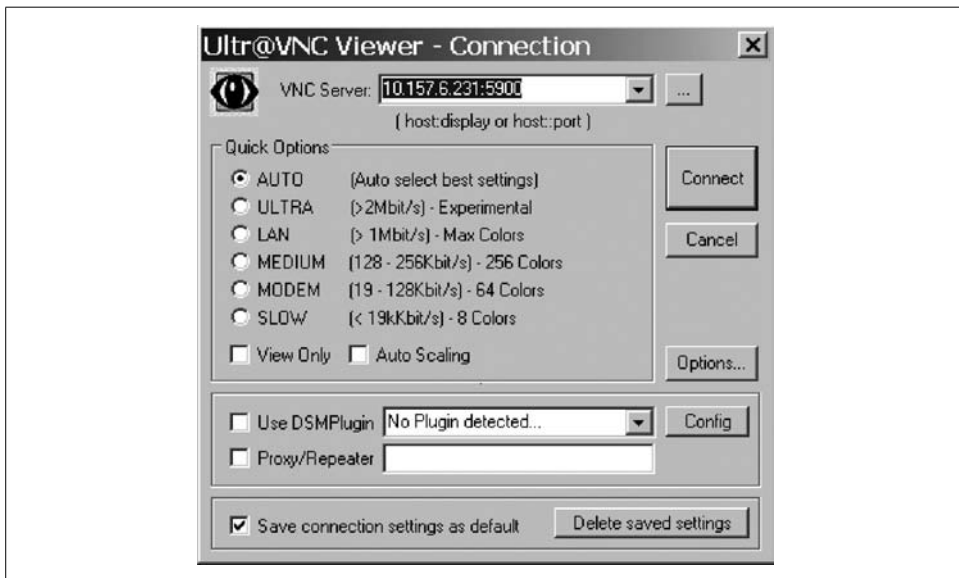 Ultr@VNC Viewer - Connection
VNC Server: 10.157.6.231:5900 ...
( host:display or host::port )
Quick Options
AUTO (Auto select best settings)
ULTRA (>2Mbit/s) - Experimental
LAN (> 1Mbit/s) - Max Colors
MEDIUM (128 - 256Kbit/s) - 256 Colors
MODEM (19 - 128Kbit/s) - 64 Colors
SLOW (< 19kKbit/s) - 8 Colors
View Only Auto Scaling
Connect
Cancel
Options...
Use DSMPlugin No Plugin detected... Config
Proxy/Repeater
Save connection settings as default Delete saved settings